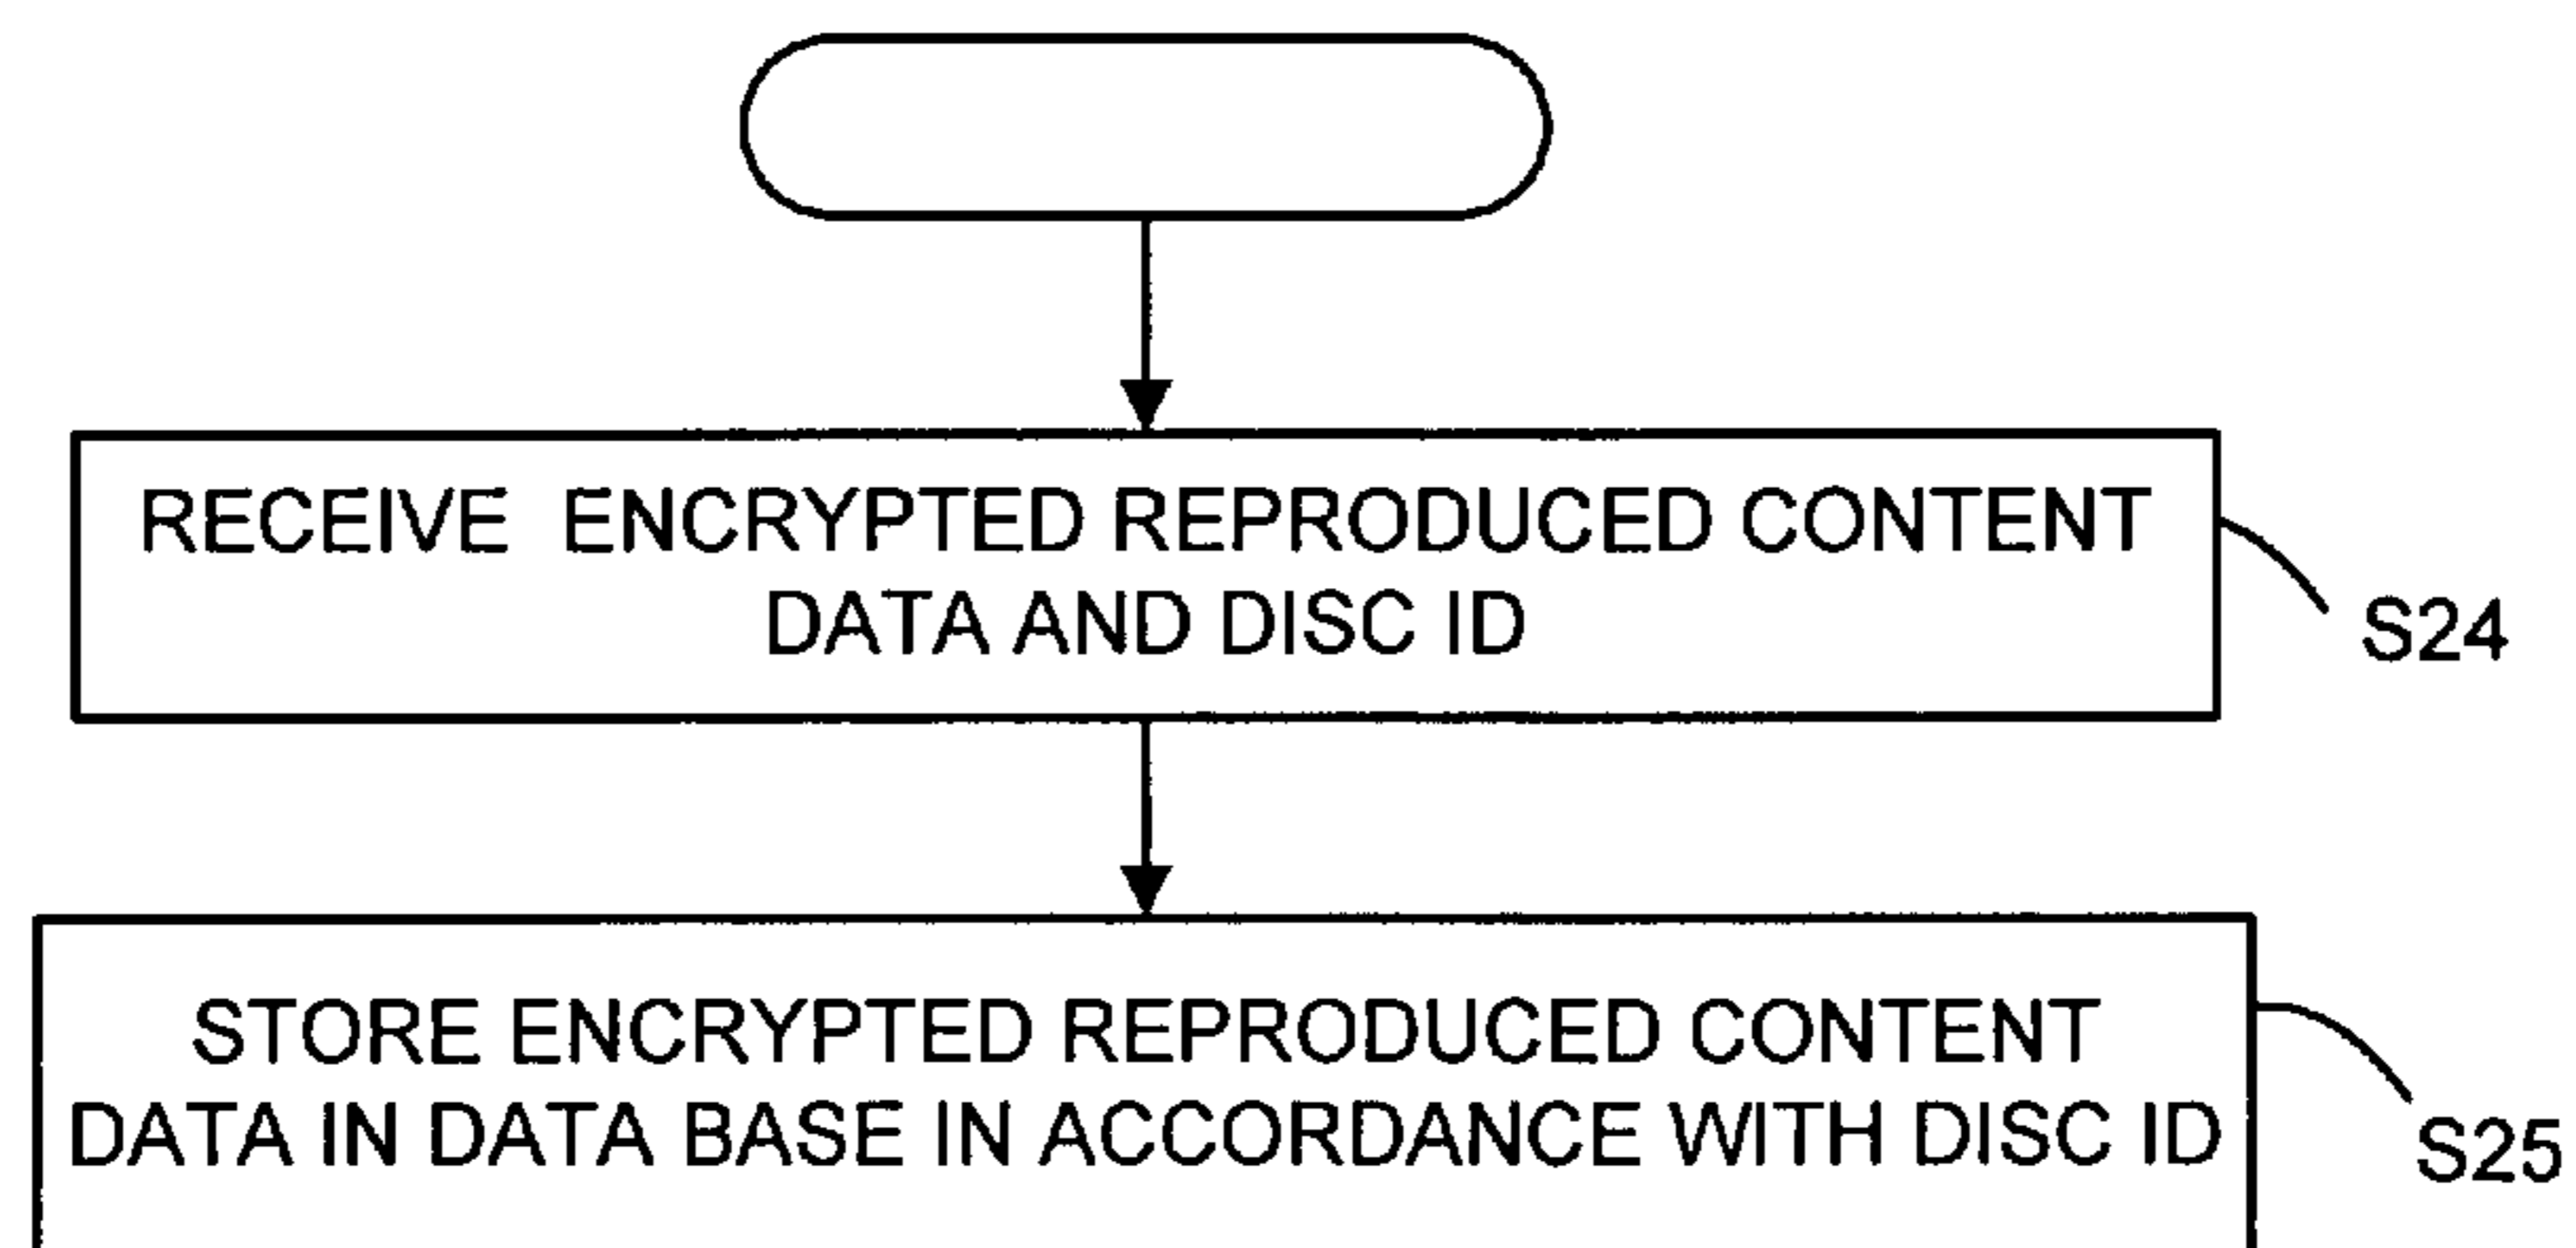 RECEIVE ENCRYPTED REPRODUCED CONTENT
DATA AND DISC ID
S24
STORE ENCRYPTED REPRODUCED CONTENT
DATA IN DATA BASE IN ACCORDANCE WITH DISC ID
S25